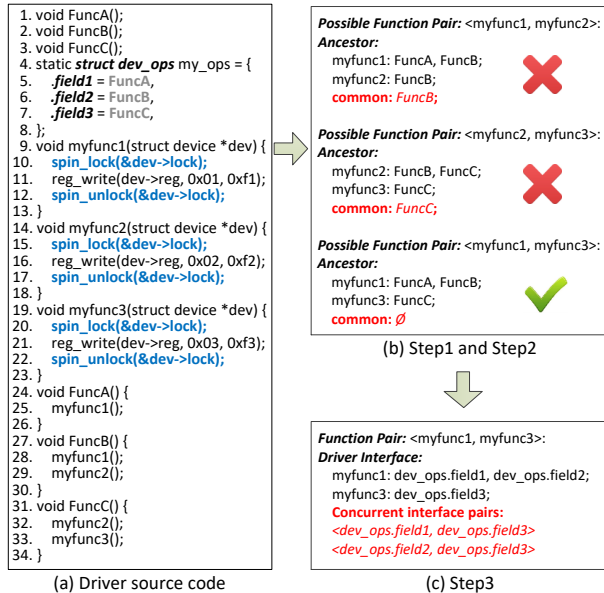 1. void FuncA();
2. void FuncB();
3. void FuncC();
4. static struct dev_ops my_ops = {
5. .field1 = FuncA,
6. .field2 = FuncB,
7. .field3 = FuncC,
8. };
9. void myfunc1(struct device *dev) {
10. spin_lock(&dev->lock);
11. reg_write(dev->reg, 0x01, 0xf1);
12. spin_unlock(&dev->lock);
13. }
14. void myfunc2(struct device *dev) {
15. spin_lock(&dev->lock);
16. reg_write(dev->reg, 0x02, 0xf2);
17. spin_unlock(&dev->lock);
18. }
19. void myfunc3(struct device *dev) {
20. spin_lock(&dev->lock);
21. reg_write(dev->reg, 0x03, 0xf3);
22. spin_unlock(&dev->lock);
23. }
24. void FuncA() {
25. myfunc1();
26. }
27. void FuncB() {
28. myfunc1();
29. myfunc2();
30. }
31. void FuncC() {
32. myfunc2();
33. myfunc3();
34. }
(a) Driver source code
Possible Function Pair: <myfunc1, myfunc2>:
Ancestor:
myfunc1: FuncA, FuncB;
myfunc2: FuncB;
common: FuncB;
Possible Function Pair: <myfunc2, myfunc3>:
Ancestor:
myfunc2: FuncB, FuncC;
myfunc3: FuncC;
common: FuncC;
Possible Function Pair: <myfunc1, myfunc3>:
Ancestor:
myfunc1: FuncA, FuncB;
myfunc3: FuncC;
common: Ø
(b) Step1 and Step2
Function Pair: <myfunc1, myfunc3>:
Driver Interface:
myfunc1: dev_ops.field1, dev_ops.field2;
myfunc3: dev_ops.field3;
Concurrent interface pairs:
<dev_ops.field1, dev_ops.field3>
<dev_ops.field2, dev_ops.field3>
(c) Step3